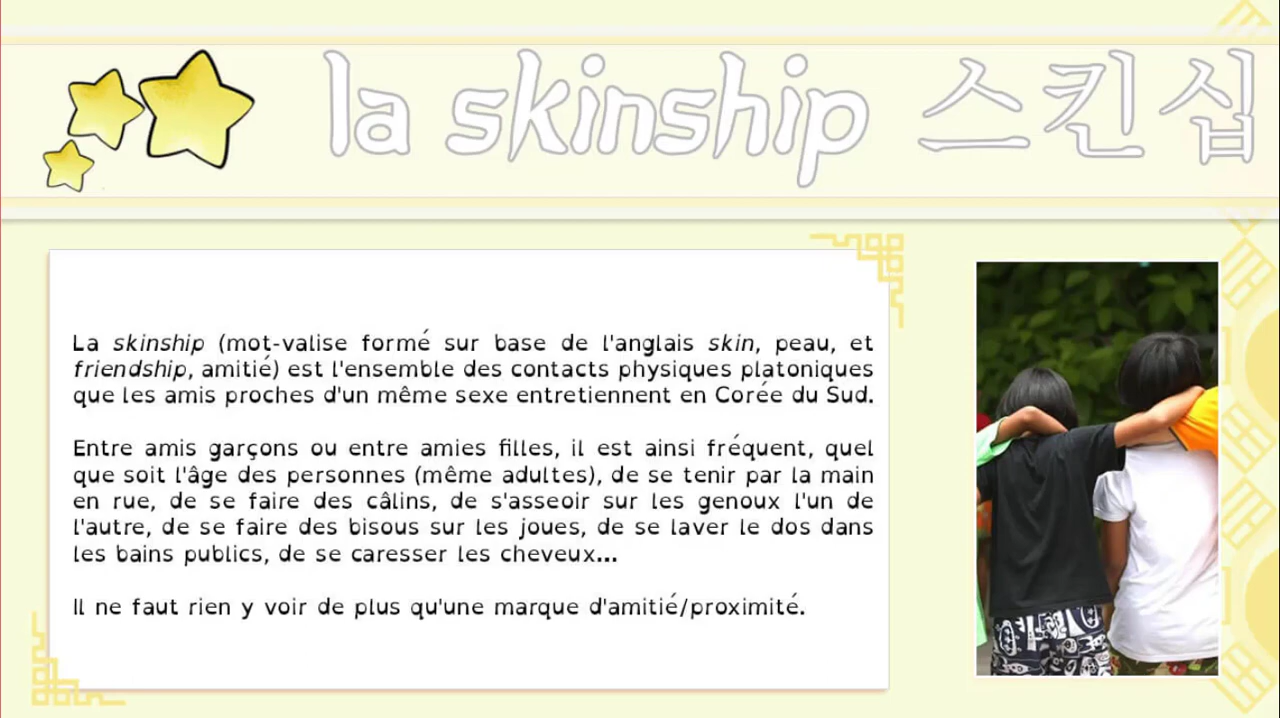 la skinship 스킨십
La skinship (mot-valise formé sur base de l'anglais skin, peau, et
friendship, amitié) est l'ensemble des contacts physiques platoniques
que les amis proches d'un même sexe entretiennent en Corée du Sud.
Entre amis garçons ou entre amies filles, il est ainsi fréquent, quel
que soit l'âge des personnes (même adultes), de se tenir par la main
en rue, de se faire des câlins, de s'asseoir sur les genoux l'un de
l'autre, de se faire des bisous sur les joues, de se laver le dos dans
les bains publics, de se caresser les cheveux...
Il ne faut rien y voir de plus qu'une marque d'amitié/proximité.